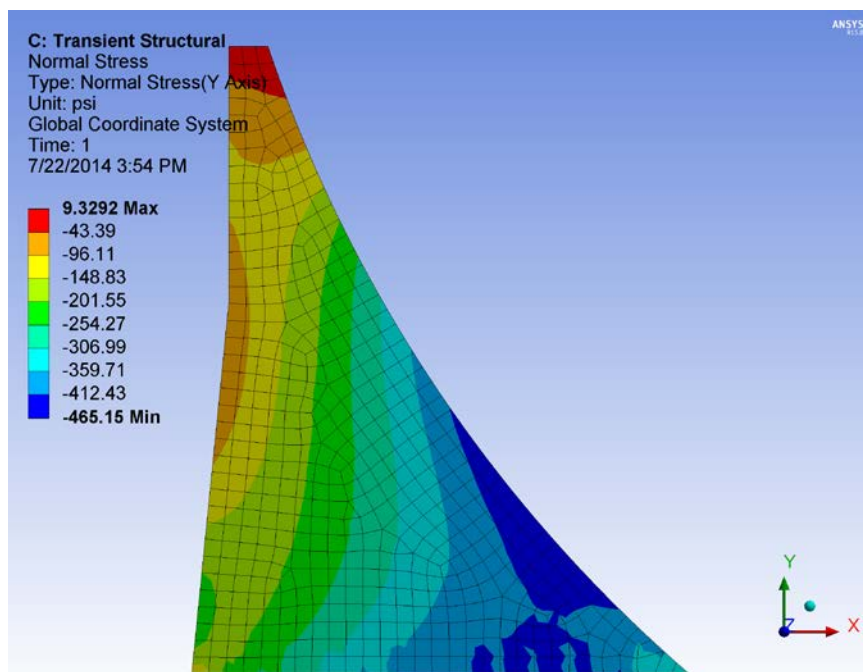 ANSYS
R15.0
C: Transient Structural
Normal Stress
Type: Normal Stress(Y Axis)
Unit: psi
Global Coordinate System
Time: 1
7/22/2014 3:54 PM
9.3292 Max
-43.39
-96.11
-148.83
-201.55
-254.27
-306.99
-359.71
-412.43
-465.15 Min
Y
Z
X